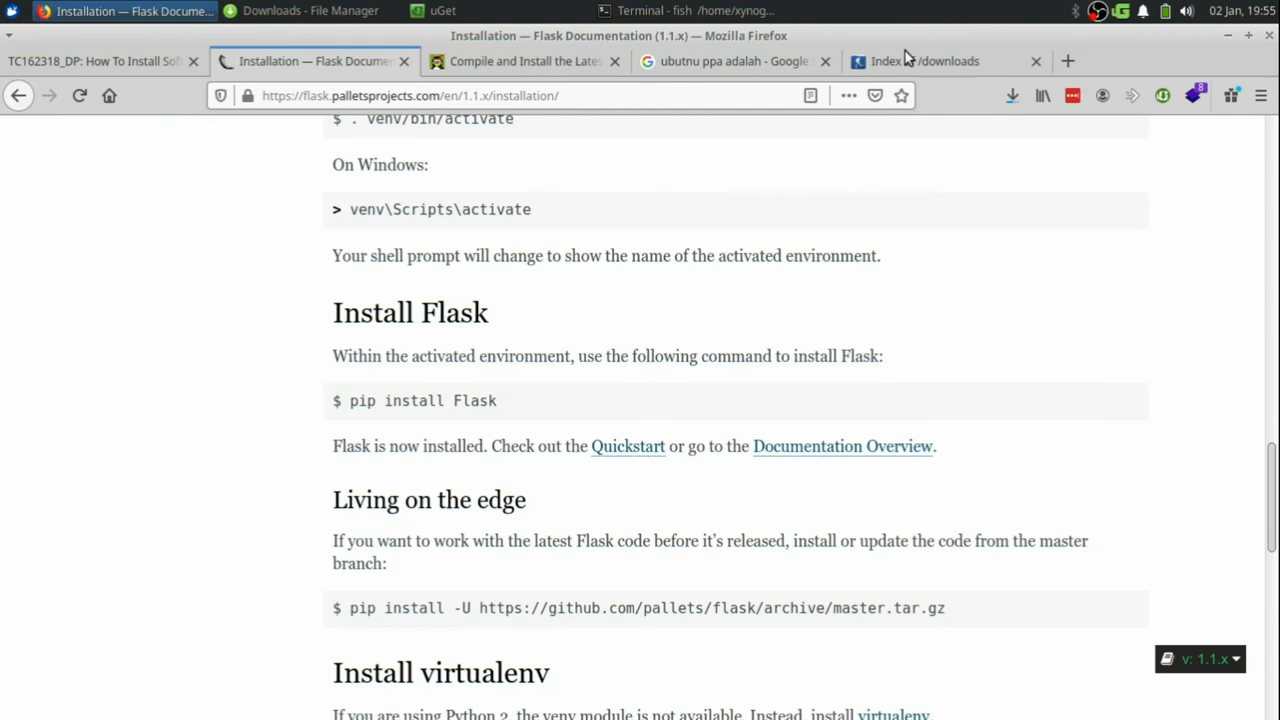 Installation — Flask Docume...
Downloads - File Manager
uGet
Terminal - fish /home/xynog...
02 Jan, 19:55
Installation — Flask Documentation (1.1.x) — Mozilla Firefox
TC162318_DP: How To Install Sof
Installation — Flask Docume
Compile and Install the Lates
ubutnu ppa adalah - Google
/downloads
https://flask.palletsprojects.com/en/1.1.x/installation/
8
$ . venv/bin/activate
On Windows:
> venv\Scripts\activate
Your shell prompt will change to show the name of the activated environment.
Install Flask
Within the activated environment, use the following command to install Flask:
$ pip install Flask
Flask is now installed. Check out the Quickstart or go to the Documentation Overview.
Living on the edge
If you want to work with the latest Flask code before it’s released, install or update the code from the master
branch:
$ pip install -U https://github.com/pallets/flask/archive/master.tar.gz
Install virtualenv
If you are using Python 2, the venv module is not available. Instead, install virtualenv.
v: 1.1.x